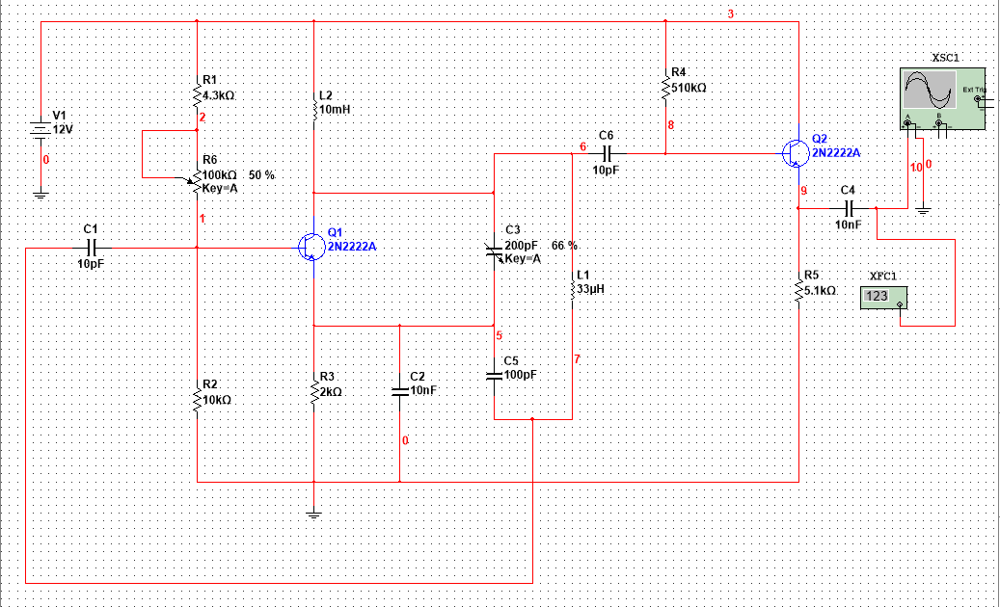 3
XSC1
Ext Trig
A
B
V1
12V
0
R1
4.3kΩ
2
L2
10mH
R4
510kΩ
8
R6
100kΩ 50 %
Key=A
1
6
C6
10pF
Q2
2N2222A
9
10
0
C4
10nF
C1
10pF
Q1
2N2222A
C3
200pF 66 %
Key=A
L1
33µH
R5
5.1kΩ
XFC1
123
5
7
R2
10kΩ
R3
2kΩ
C2
10nF
C5
100pF
0